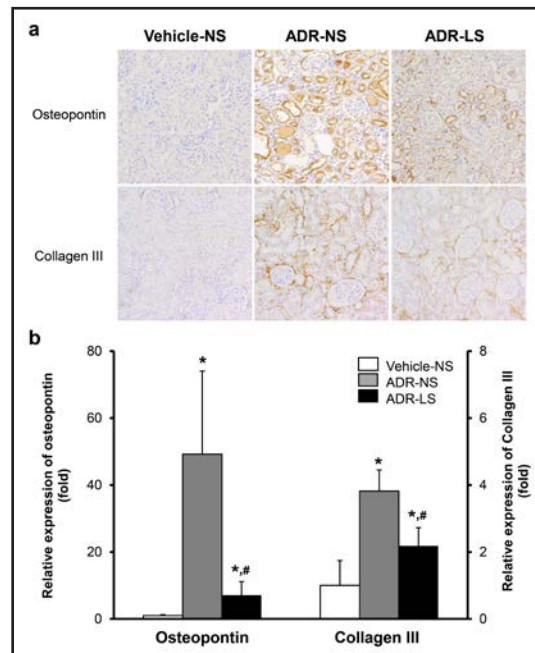 a
Vehicle-NS ADR-NS ADR-LS
Osteopontin
Collagen III
b
Relative expression of osteopontin
(fold)
80
60
40
20
0
*
*,#
*
*,#
Vehicle-NS
ADR-NS
ADR-LS
8
6
4
2
0
Relative expression of Collagen III
(fold)
Osteopontin Collagen III